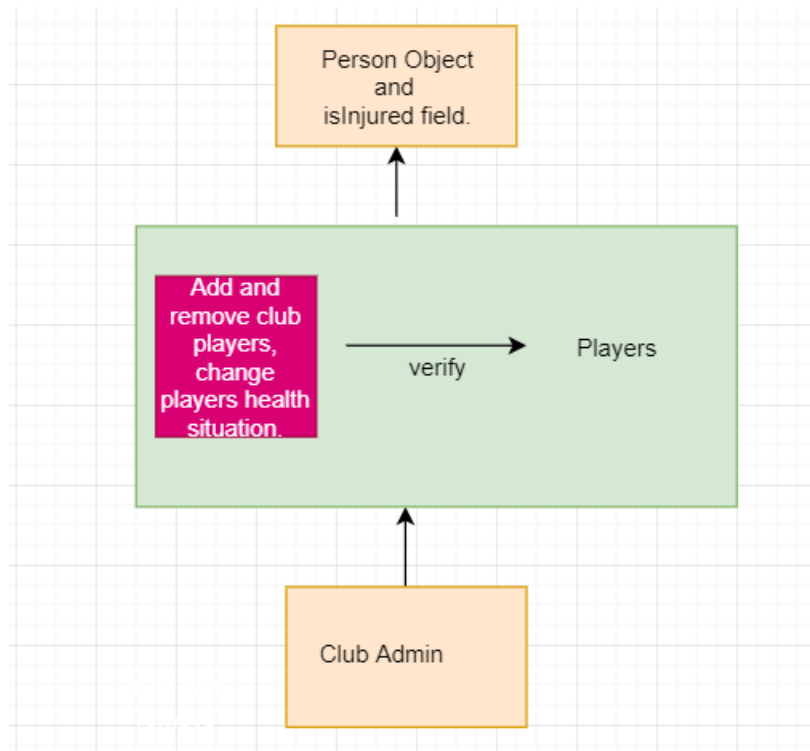 Person Object
and
isInjured field.
Add and
remove club
players,
change
players health
situation.
verify
Players
Club Admin